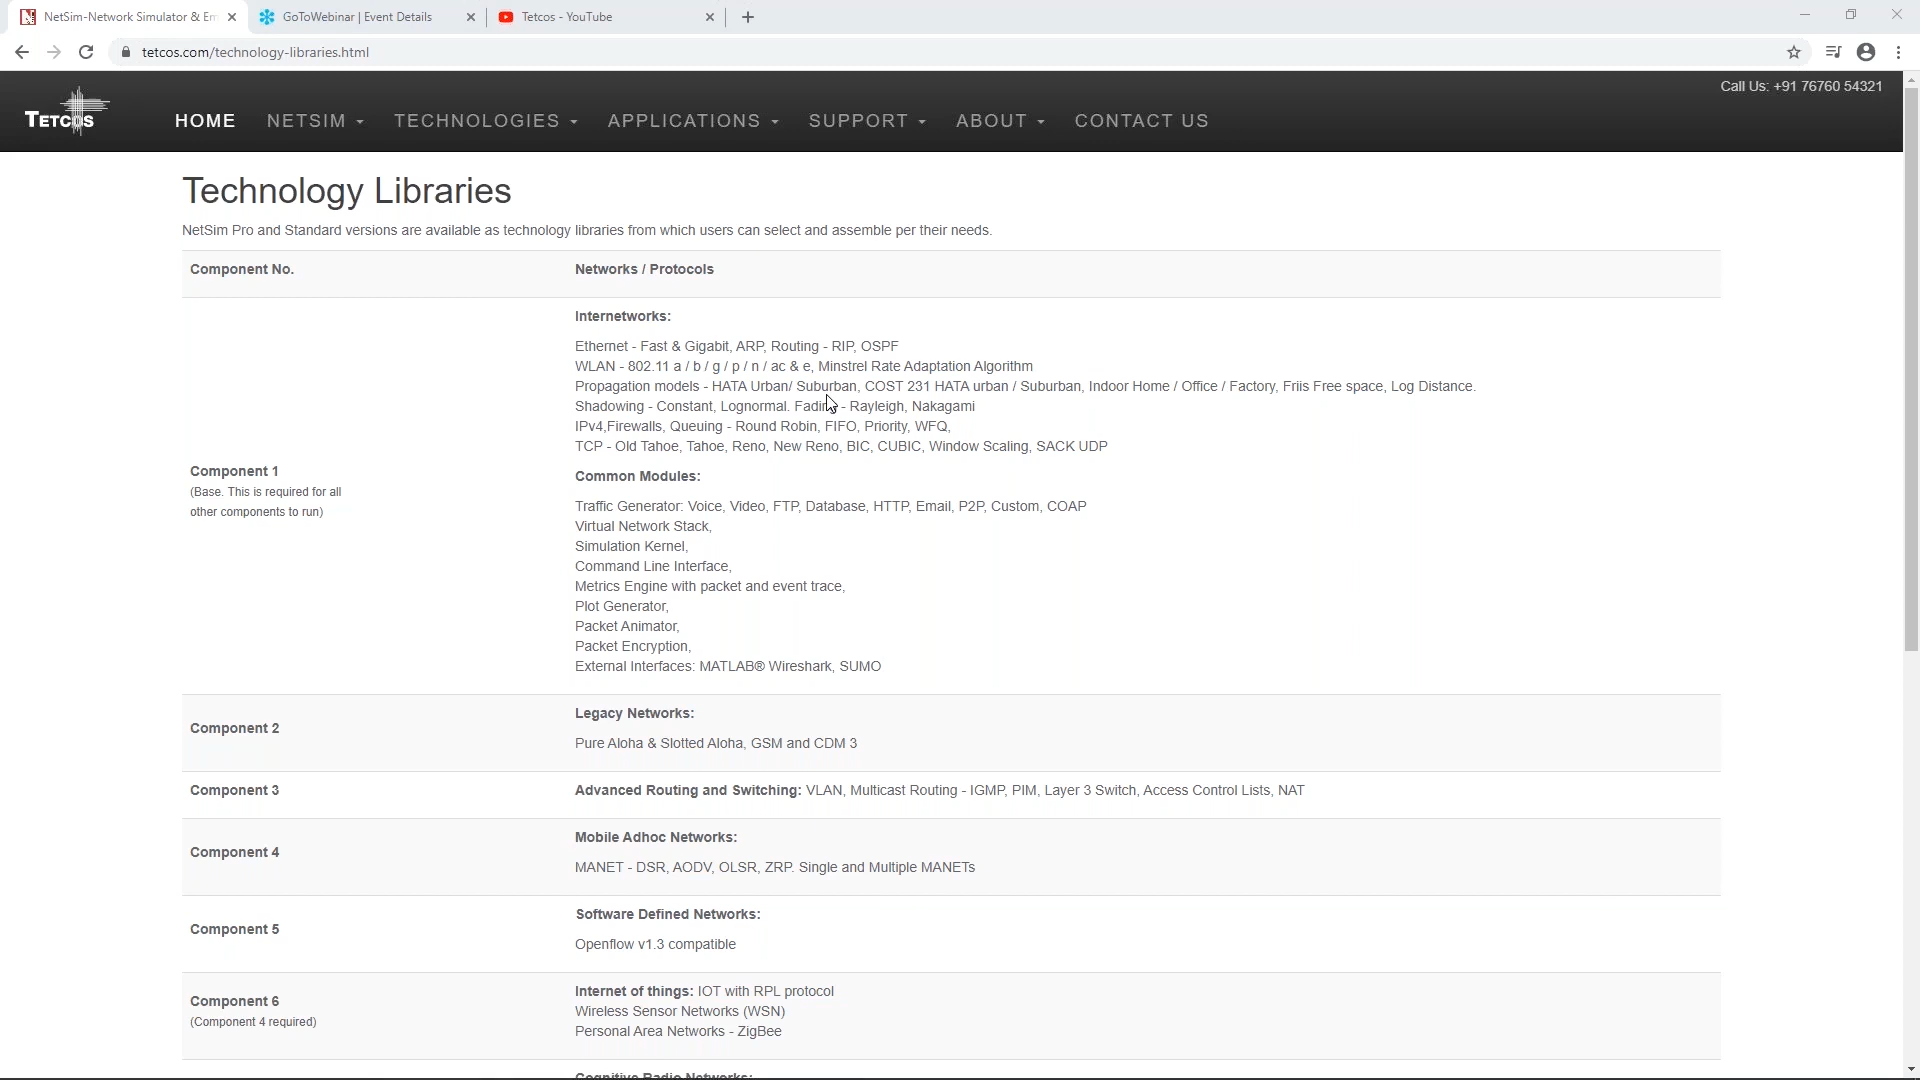 NetSim-Network Simulator & Em
GoToWebinar | Event Details
Tetcos - YouTube
tetcos.com/technology-libraries.html
Call Us: +91 76760 54321
TETCOS
HOME NETSIM TECHNOLOGIES APPLICATIONS SUPPORT ABOUT CONTACT US
Technology Libraries
NetSim Pro and Standard versions are available as technology libraries from which users can select and assemble per their needs.
Component No. Networks / Protocols
Internetworks:
Ethernet - Fast & Gigabit, ARP, Routing - RIP, OSPF
WLAN - 802.11 a / b / g / p / n / ac & e, Minstrel Rate Adaptation Algorithm
Propagation models - HATA Urban/ Suburban, COST 231 HATA urban / Suburban, Indoor Home / Office / Factory, Friis Free space, Log Distance.
Shadowing - Constant, Lognormal. Fading - Rayleigh, Nakagami
IPv4,Firewalls, Queuing - Round Robin, FIFO, Priority, WFQ,
TCP - Old Tahoe, Tahoe, Reno, New Reno, BIC, CUBIC, Window Scaling, SACK UDP
Component 1
(Base. This is required for all
other components to run)
Common Modules:
Traffic Generator: Voice, Video, FTP, Database, HTTP, Email, P2P, Custom, COAP
Virtual Network Stack,
Simulation Kernel,
Command Line Interface,
Metrics Engine with packet and event trace,
Plot Generator,
Packet Animator,
Packet Encryption,
External Interfaces: MATLAB® Wireshark, SUMO
Component 2
Legacy Networks:
Pure Aloha & Slotted Aloha, GSM and CDM 3
Component 3
Advanced Routing and Switching: VLAN, Multicast Routing - IGMP, PIM, Layer 3 Switch, Access Control Lists, NAT
Component 4
Mobile Adhoc Networks:
MANET - DSR, AODV, OLSR, ZRP. Single and Multiple MANETs
Component 5
Software Defined Networks:
Openflow v1.3 compatible
Component 6
(Component 4 required)
Internet of things: IOT with RPL protocol
Wireless Sensor Networks (WSN)
Personal Area Networks - ZigBee
Cognitive Radio Networks: